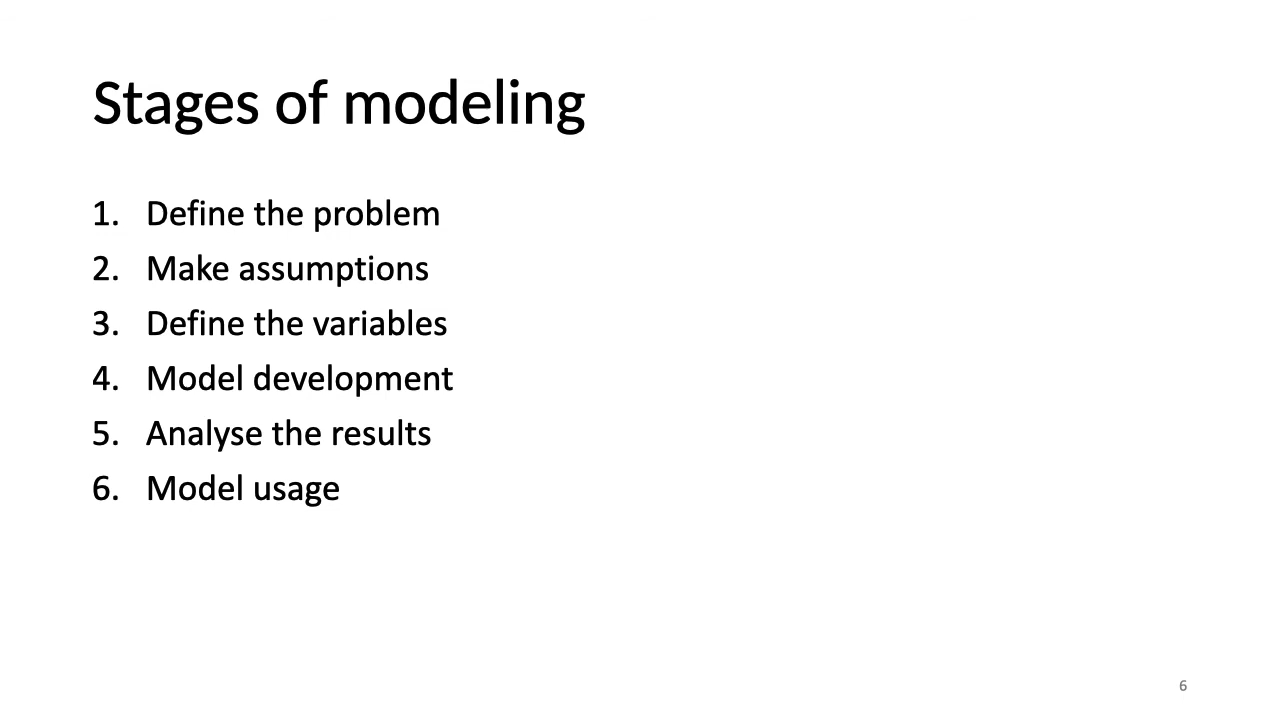 Stages of modeling
1. Define the problem
2. Make assumptions
3. Define the variables
4. Model development
5. Analyse the results
6. Model usage
6